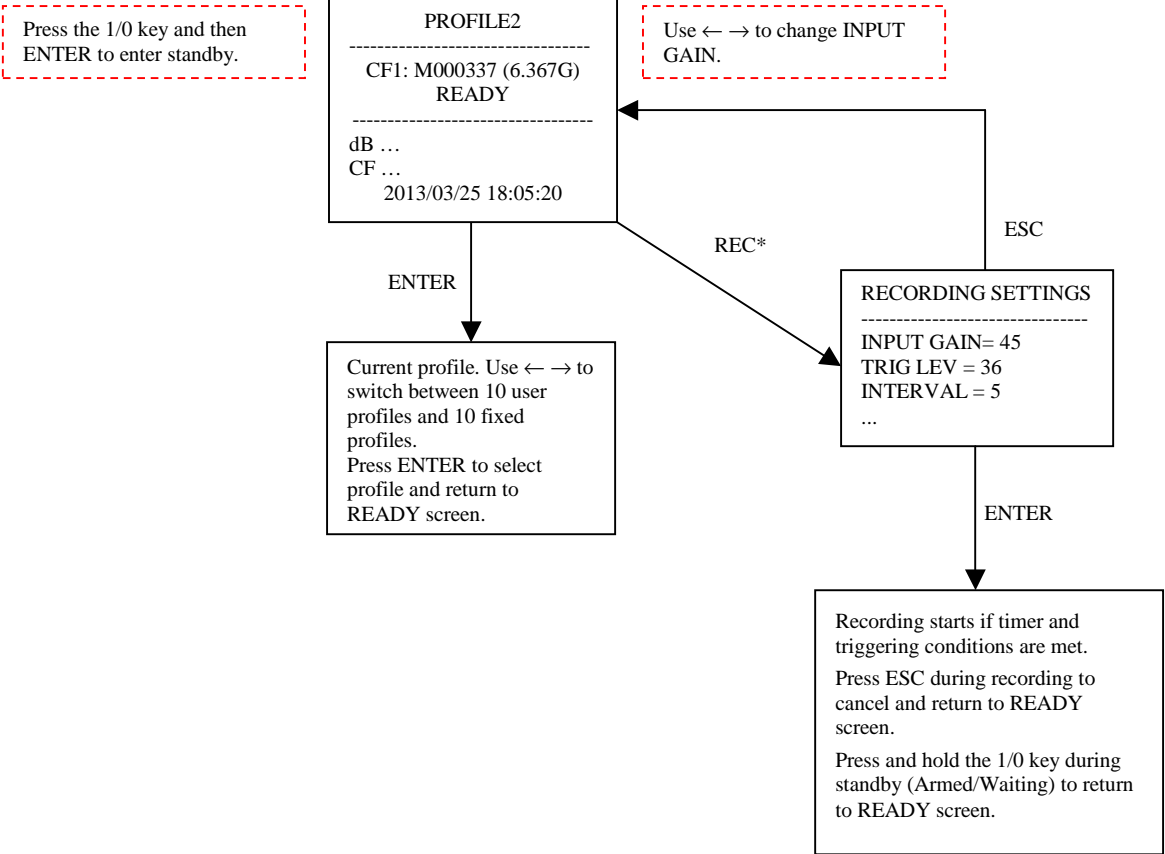 Press the 1/0 key and then
ENTER to enter standby.
PROFILE2
----------------------------------
CF1: M000337 (6.367G)
READY
----------------------------------
dB …
CF …
2013/03/25 18:05:20
Use ← → to change INPUT
GAIN.
ENTER
REC*
ESC
Current profile. Use ← → to
switch between 10 user
profiles and 10 fixed
profiles.
Press ENTER to select
profile and return to
READY screen.
RECORDING SETTINGS
--------------------------------
INPUT GAIN= 45
TRIG LEV = 36
INTERVAL = 5
...
ENTER
Recording starts if timer and
triggering conditions are met.
Press ESC during recording to
cancel and return to READY
screen.
Press and hold the 1/0 key during
standby (Armed/Waiting) to return
to READY screen.